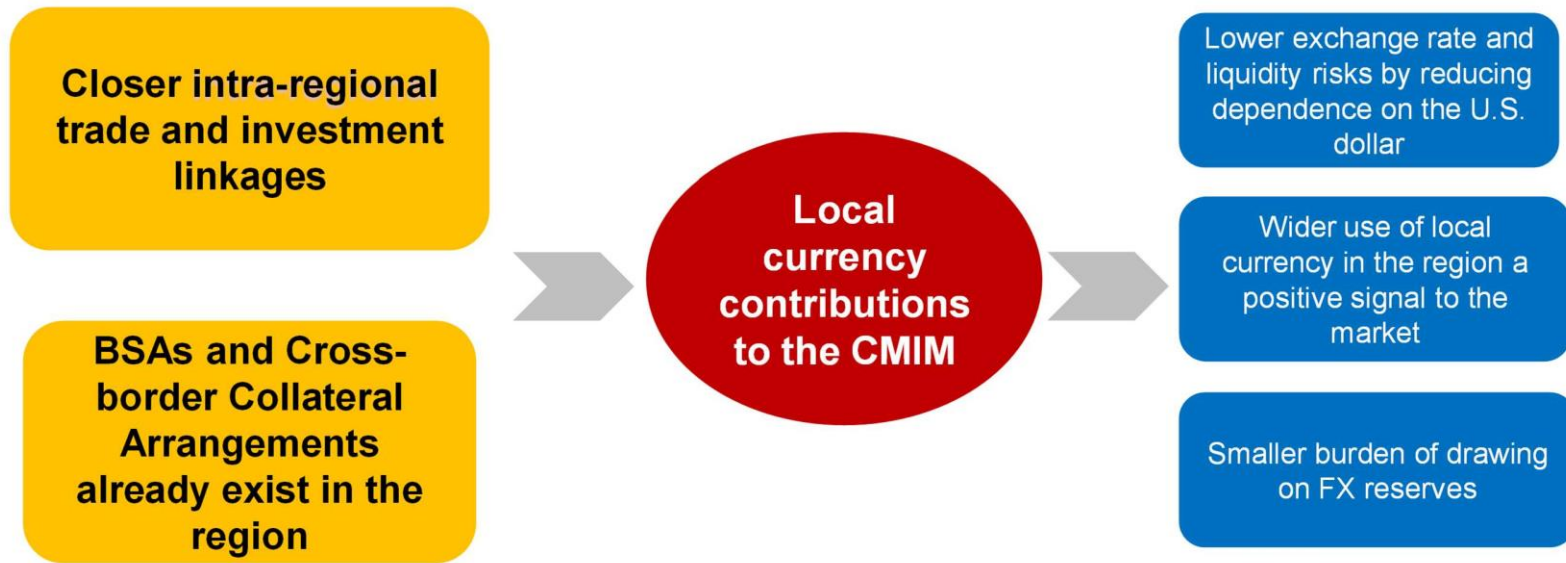 Closer intra-regional
trade and investment
linkages
BSAs and Cross-
border Collateral
Arrangements
already exist in the
region
Local
currency
contributions
to the CMIM
Lower exchange rate and
liquidity risks by reducing
dependence on the U.S.
dollar
Wider use of local
currency in the region a
positive signal to the
market
Smaller burden of drawing
on FX reserves